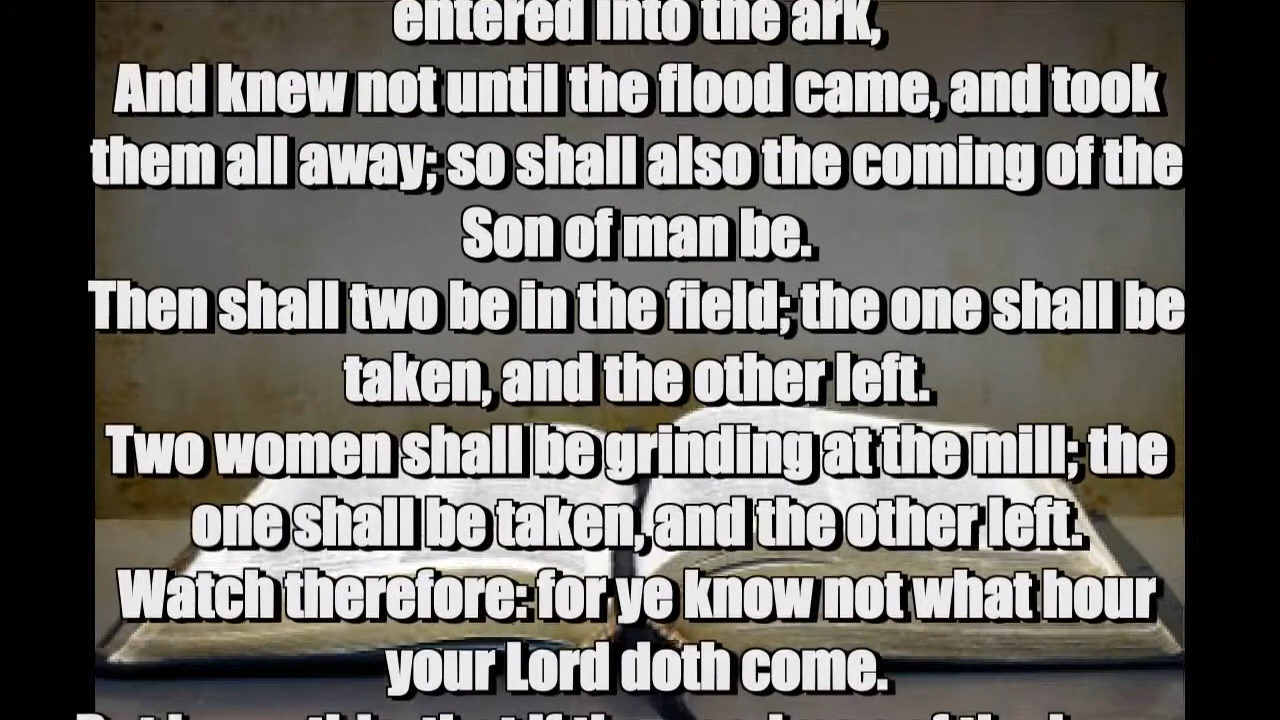 entered into the ark,
And knew not until the flood came, and took
them all away; so shall also the coming of the
Son of man be.
Then shall two be in the field; the one shall be
taken, and the other left.
Two women shall be grinding at the mill; the
one shall be taken, and the other left.
Watch therefore: for ye know not what hour
your Lord doth come.